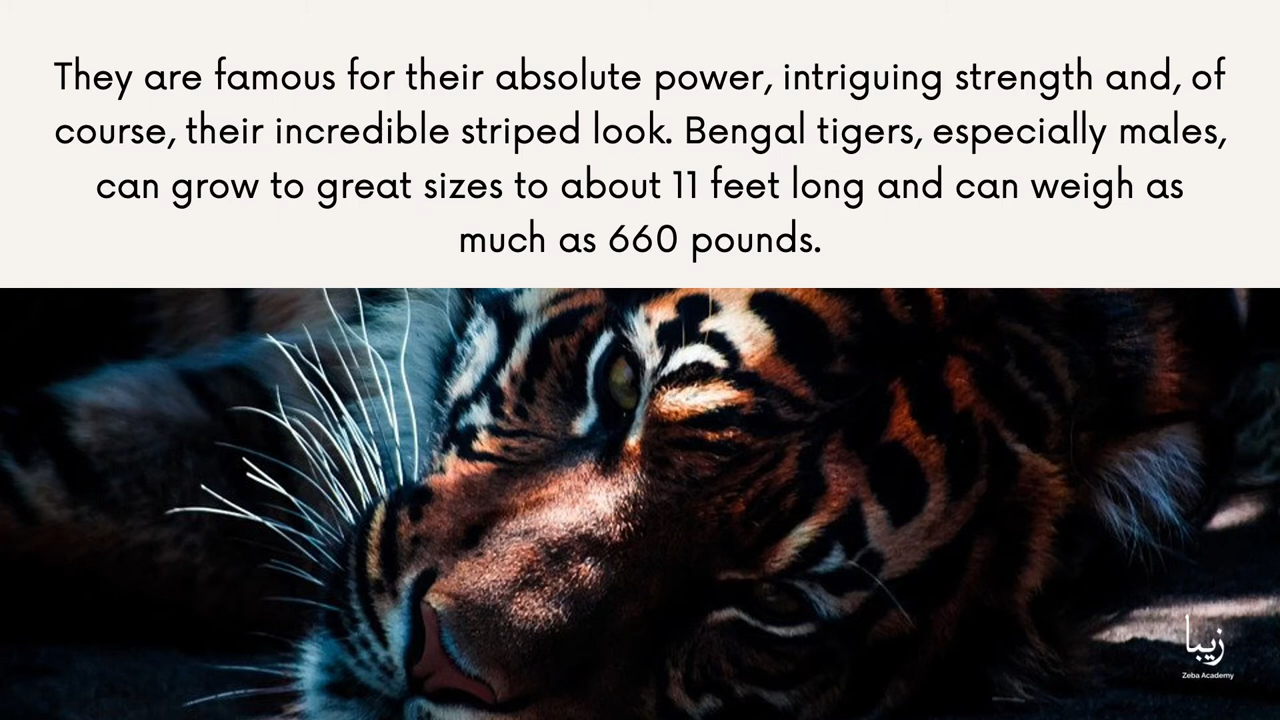 They are famous for their absolute power, intriguing strength and, of
course, their incredible striped look. Bengal tigers, especially males,
can grow to great sizes to about 11 feet long and can weigh as
much as 660 pounds.
زیبا
Zeba Academy